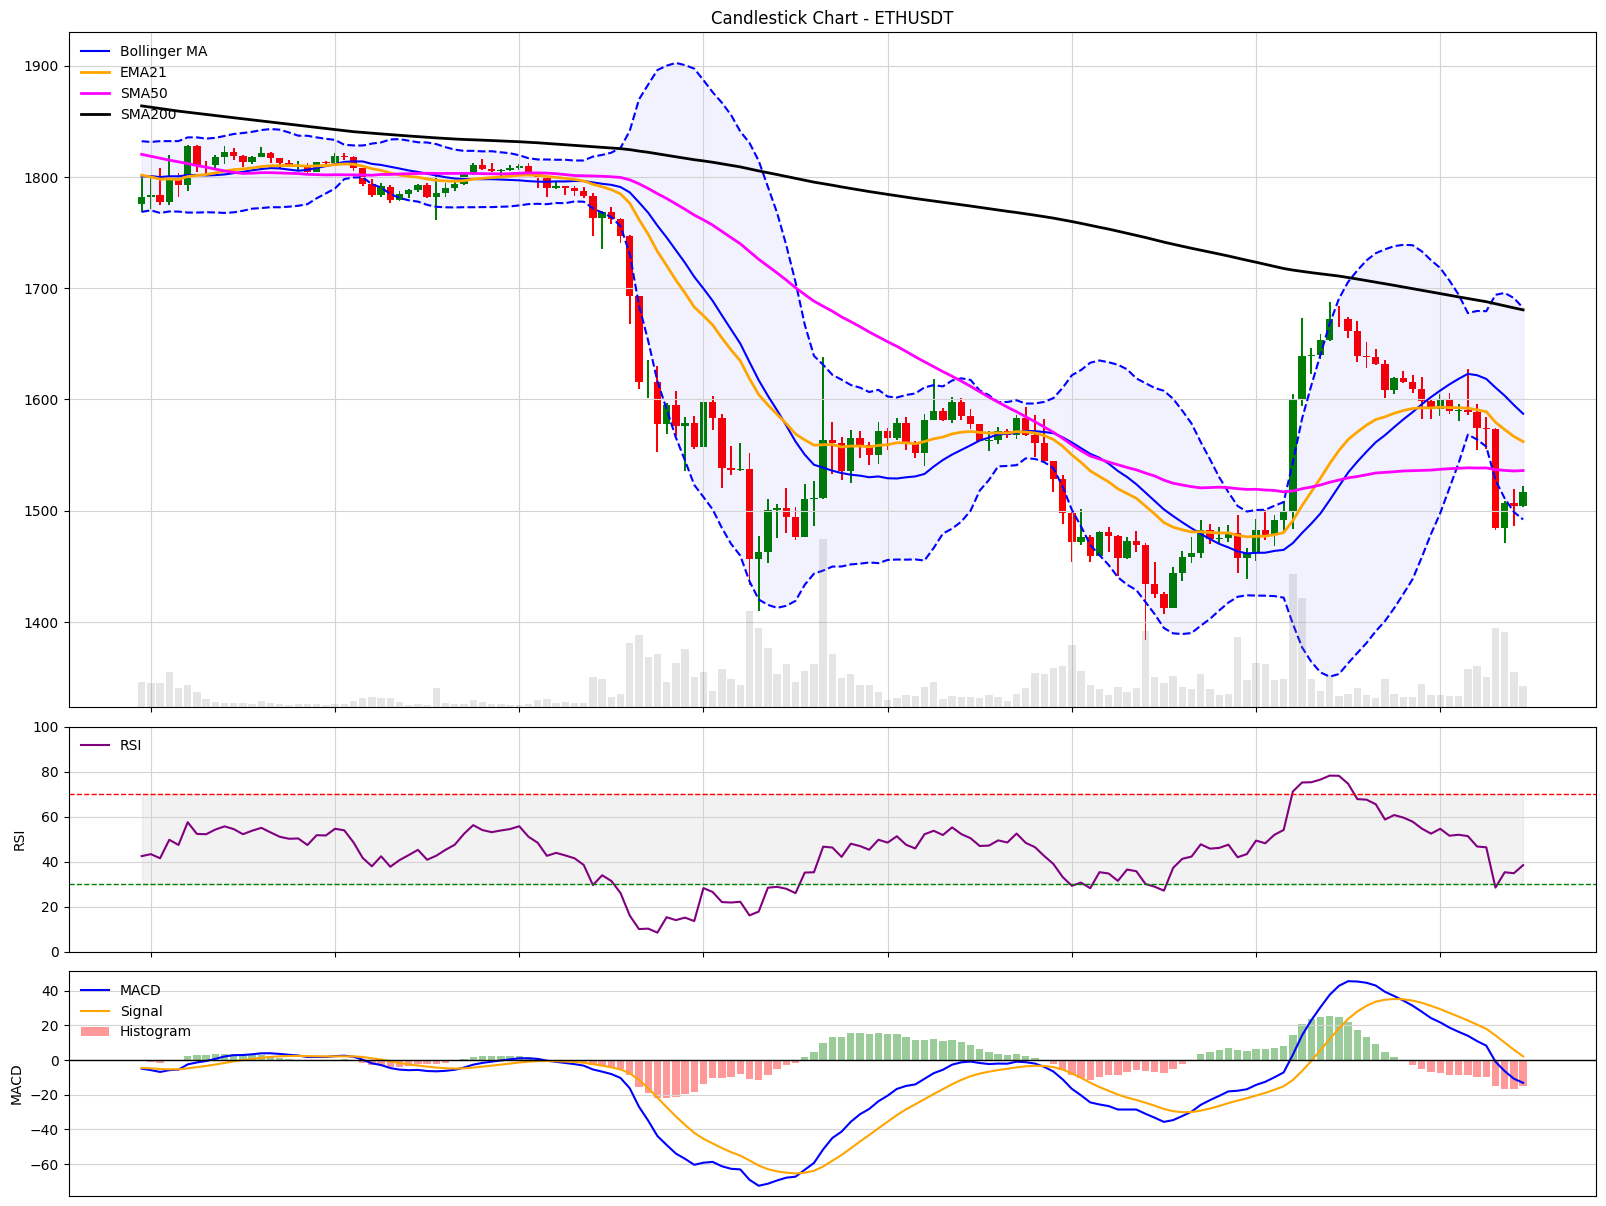 Candlestick Chart - ETHUSDT
Bollinger MA
EMA21
SMA50
SMA200
1900
1800
1700
1600
1500
1400
RSI
100
80
60
40
20
0
RSI
MACD
Signal
Histogram
40
20
0
−20
−40
−60
MACD